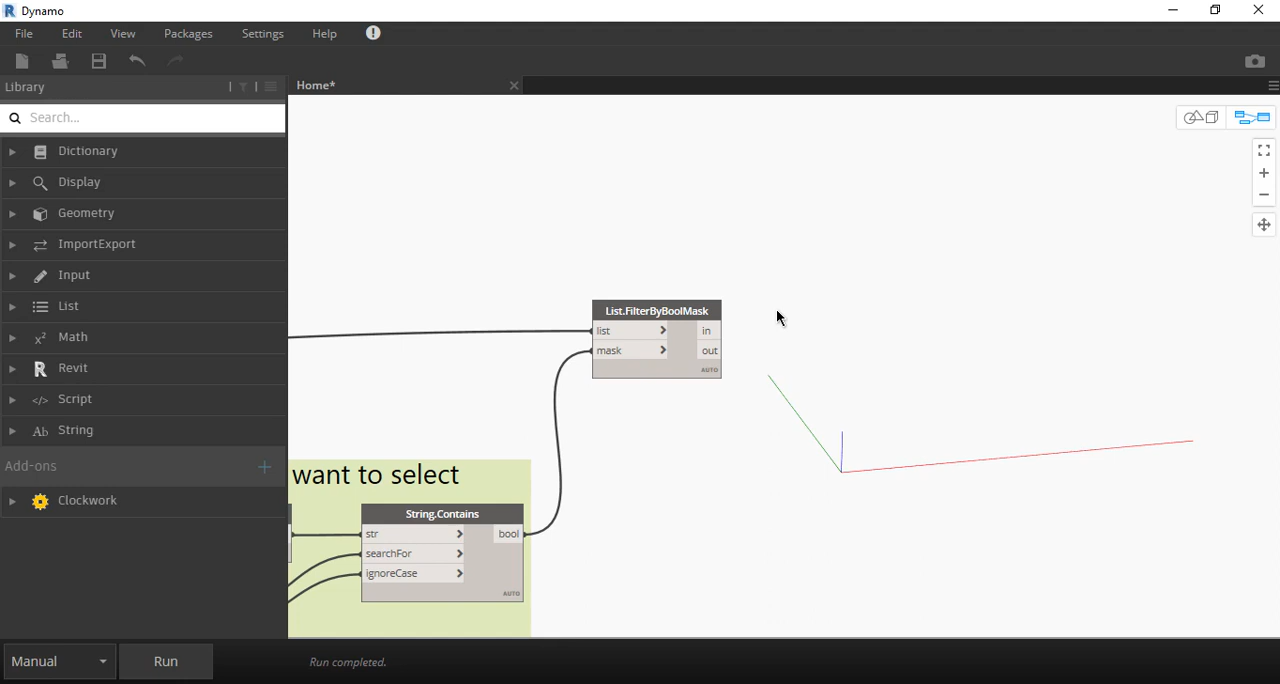 Dynamo
File Edit View Packages Settings Help
Library
Home*
Search...
Dictionary
Display
Geometry
ImportExport
Input
List
Math
Revit
Script
String
Add-ons
Clockwork
List.FilterByBoolMask
list > in
mask > out
AUTO
want to select
String.Contains
str > bool
searchFor >
ignoreCase >
AUTO
Manual Run Run completed.